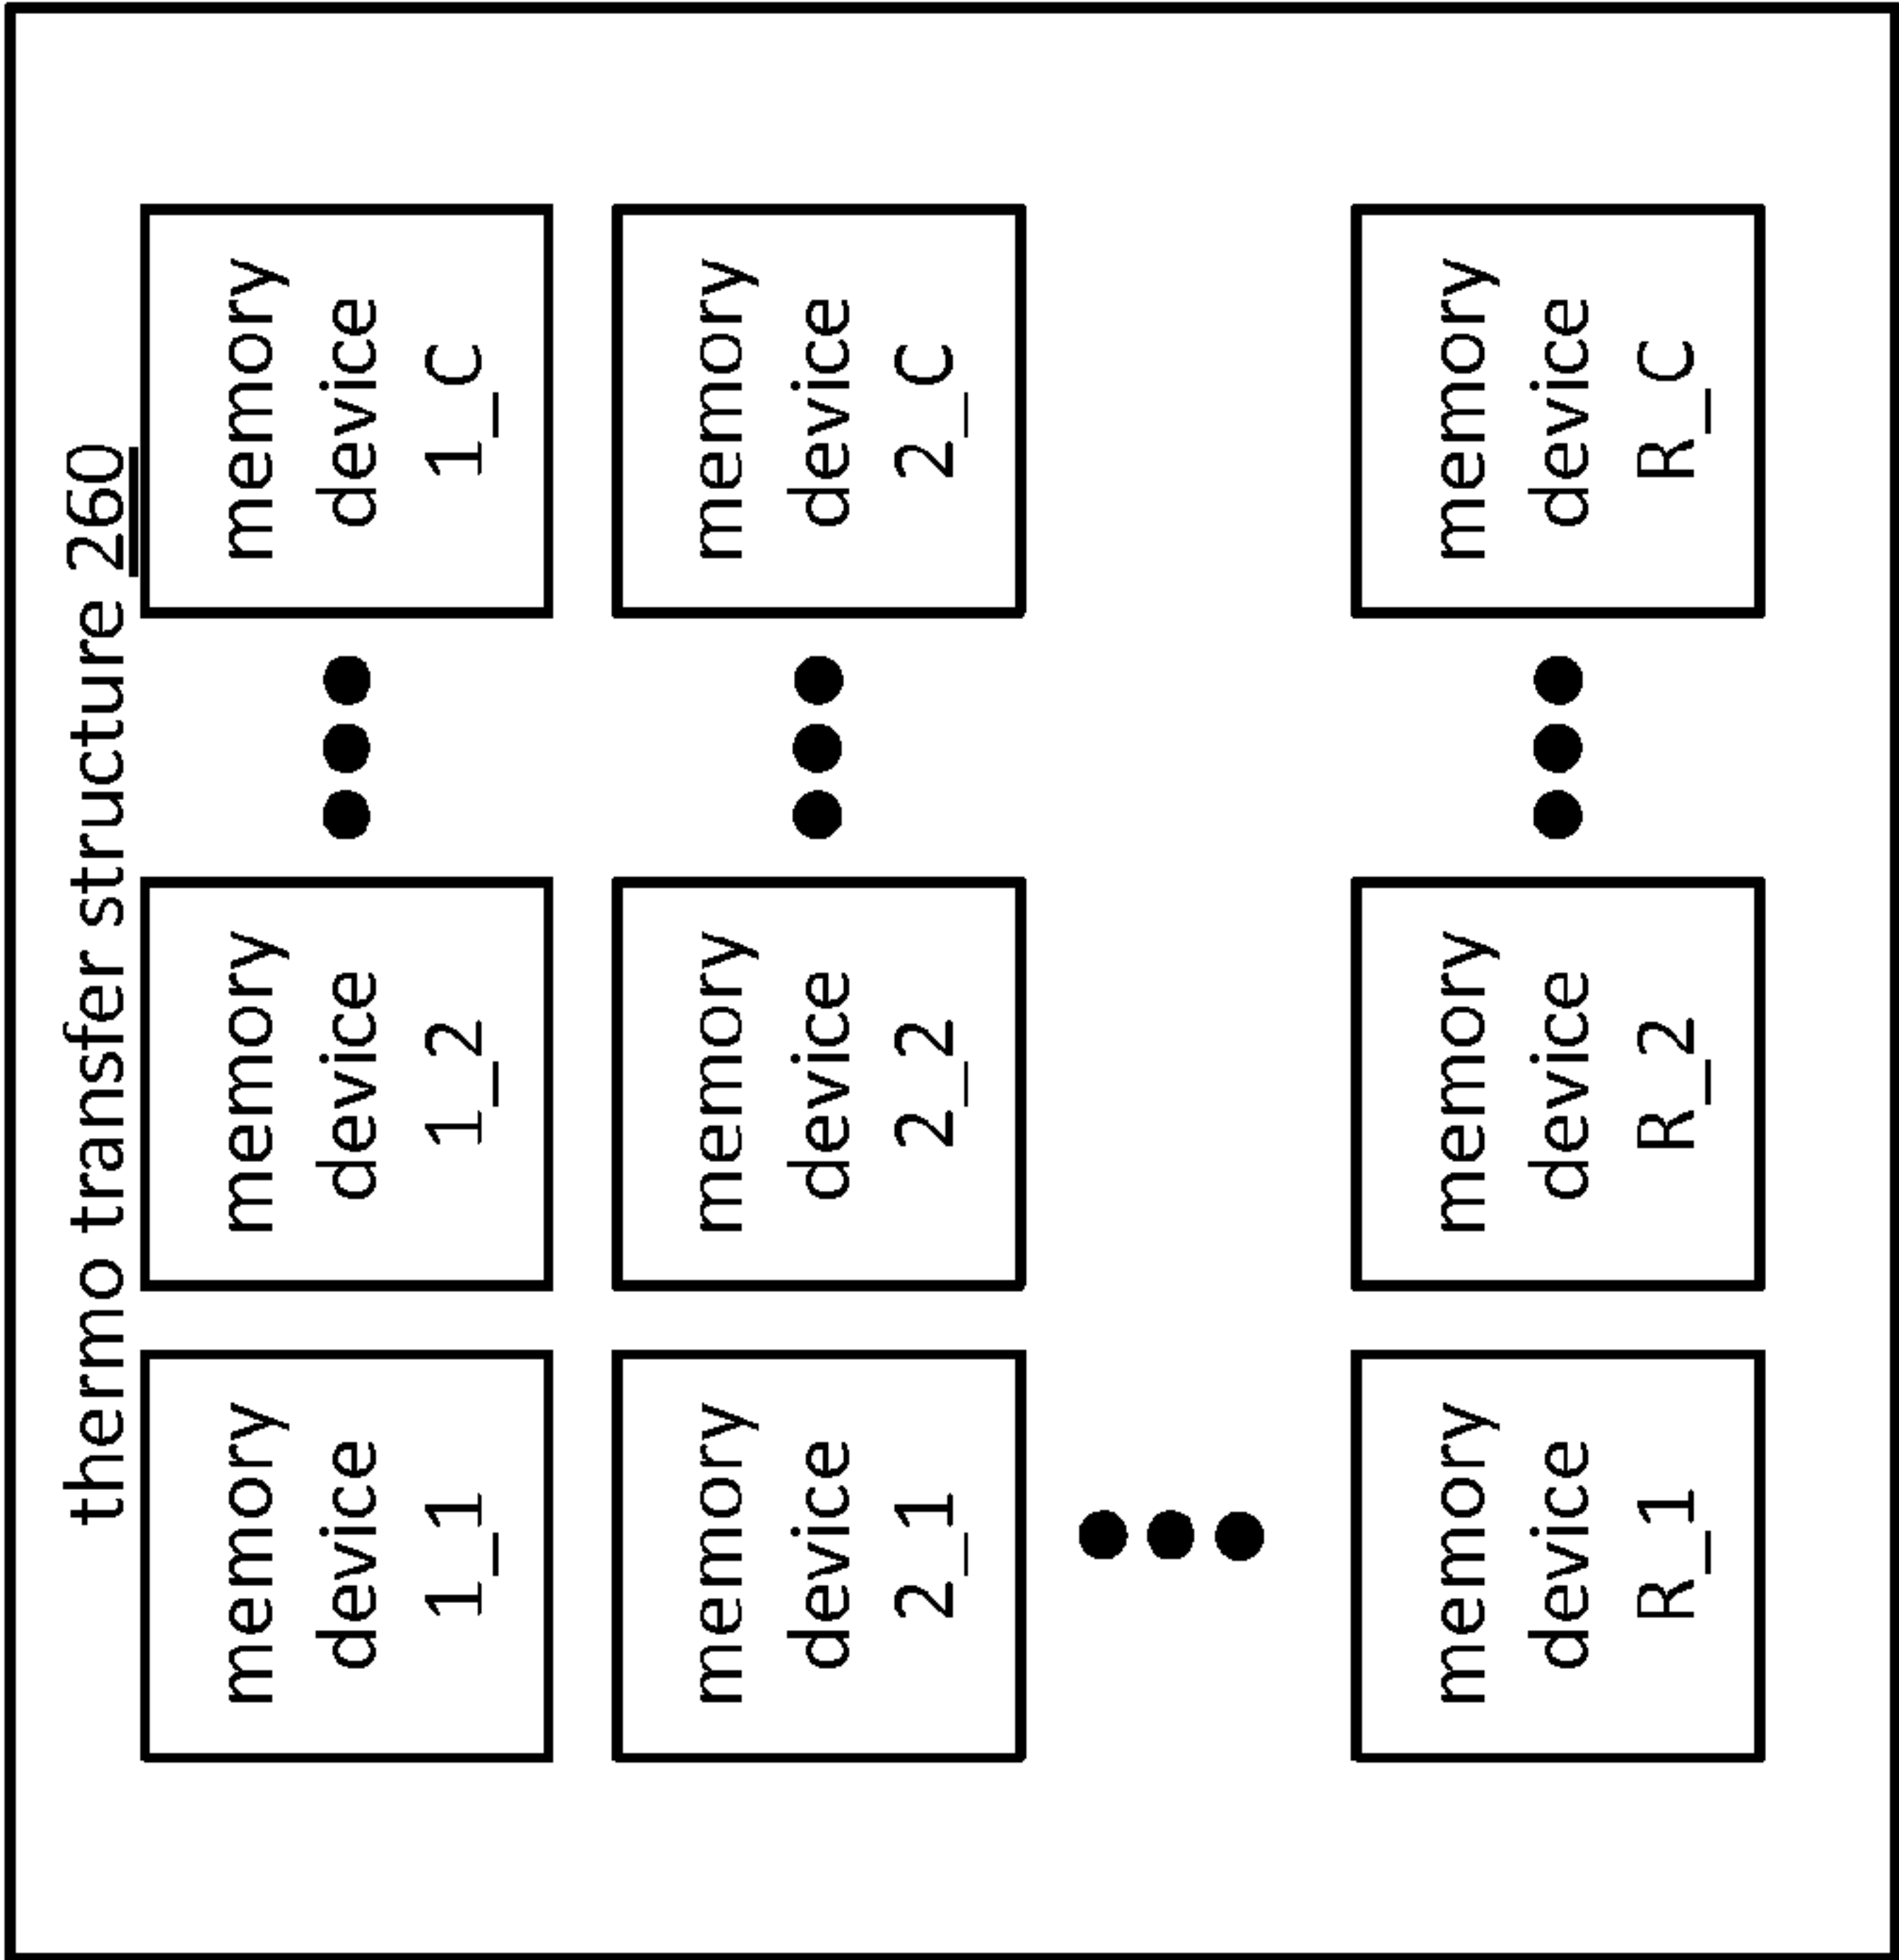 thermo transfer structure 260
memory
device
1_1
memory
device
1_2
memory
device
1_C
memory
device
2_1
memory
device
2_2
memory
device
2_C
memory
device
R_1
memory
device
R_2
memory
device
R_C